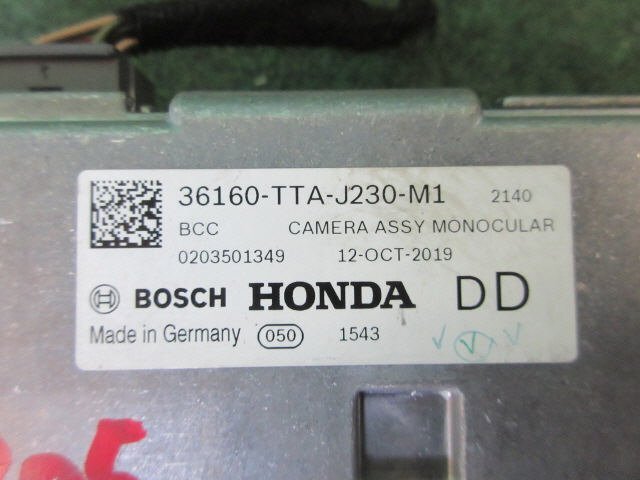 36160-TTA-J230-M1 2140
BCC CAMERA ASSY MONOCULAR
0203501349 12-OCT-2019
BOSCH HONDA DD
Made in Germany 050 1543